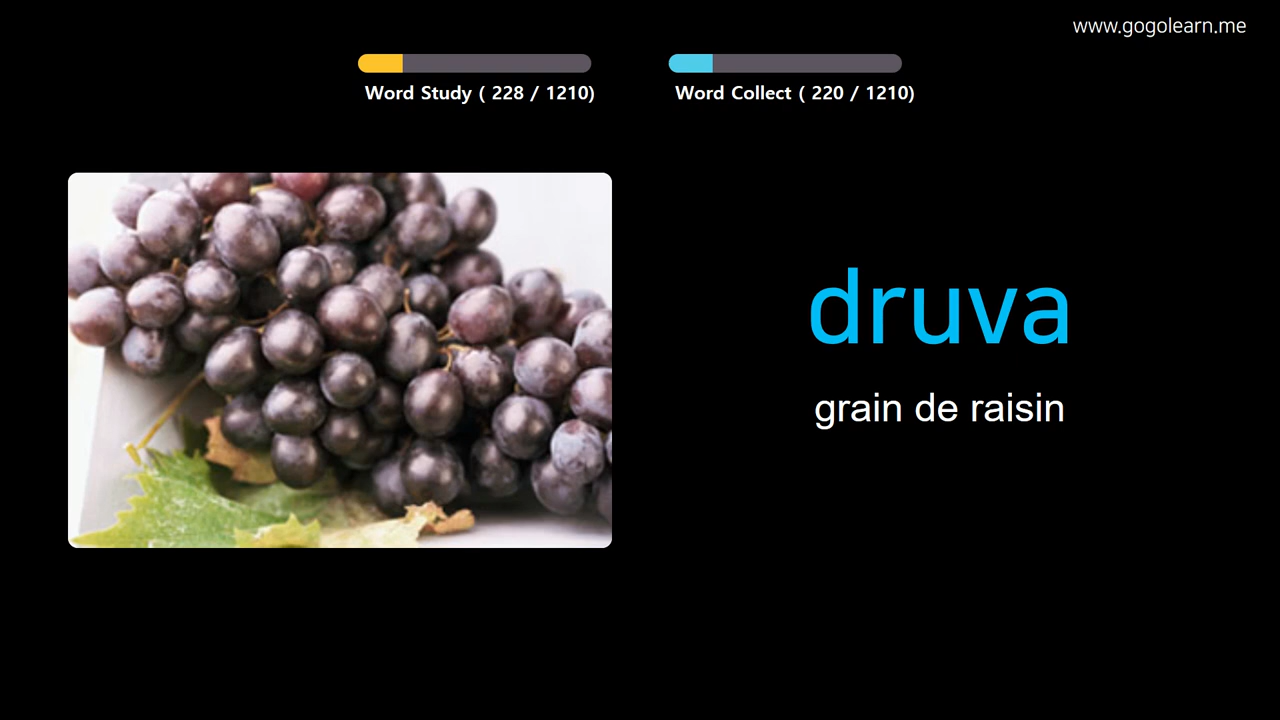 www.gogolearn.me
Word Study ( 228 / 1210)
Word Collect ( 220 / 1210)
druva
grain de raisin